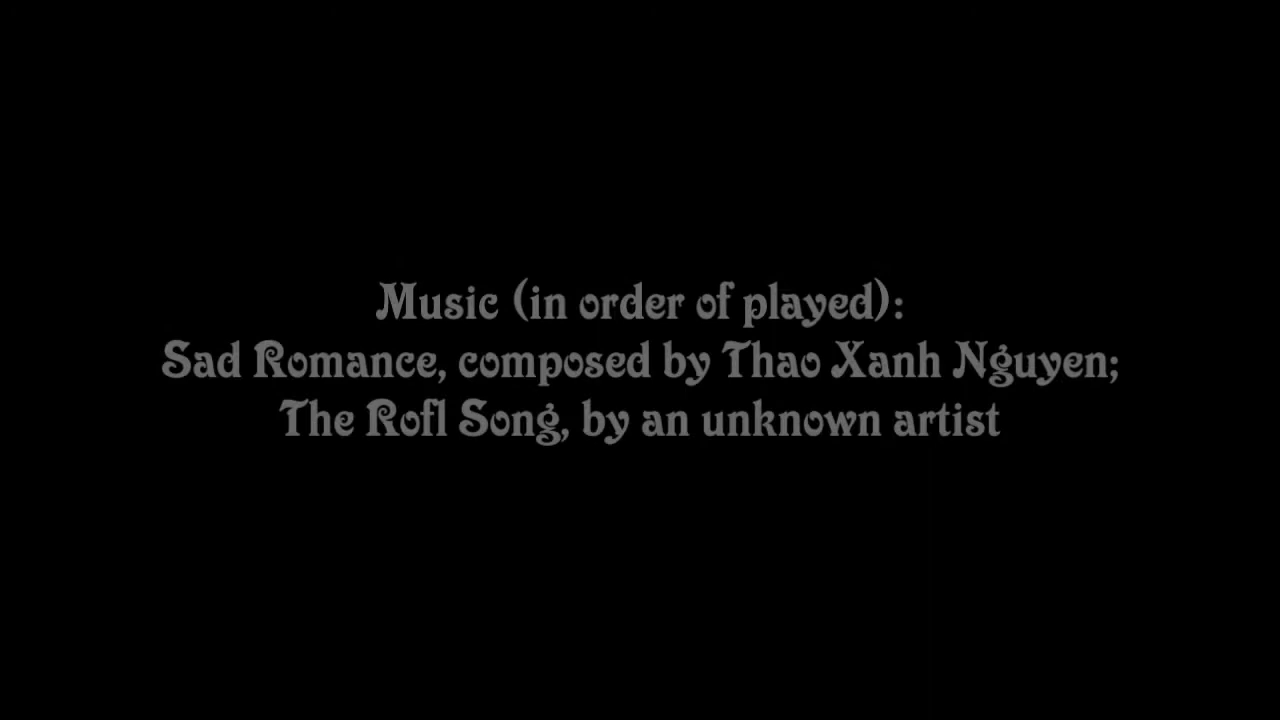 Music (in order of played):
Sad Romance, composed by Thao Xanh Nguyen;
The Rofl Song, by an unknown artist